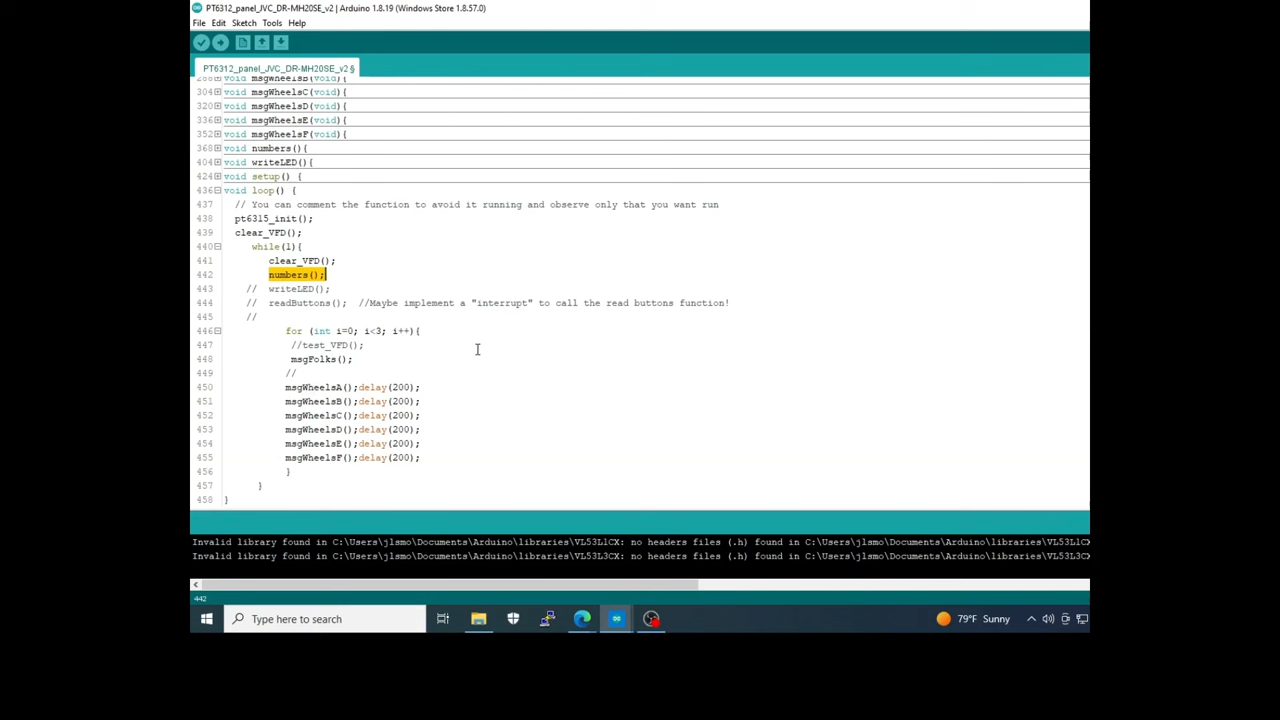 PT6312_panel_JVC_DR-MH20SE_v2 | Arduino 1.8.19 (Windows Store 1.8.57.0)
File Edit Sketch Tools Help
PT6312_panel_JVC_DR-MH20SE_v2 §
288 void msgWheelsB(void){
304 void msgWheelsC(void){
320 void msgWheelsD(void){
336 void msgWheelsE(void){
352 void msgWheelsF(void){
368 void numbers(){
404 void writeLED(){
424 void setup() {
436 void loop() {
437 // You can comment the function to avoid it running and observe only that you want run
438 pt6315_init();
439 clear_VFD();
440 while(1){
441 clear_VFD();
442 numbers();
443 // writeLED();
444 // readButtons(); //Maybe implement a "interrupt" to call the read buttons function!
445 //
446 for (int i=0; i<3; i++){
447 //test_VFD();
448 msgFolks();
449 //
450 msgWheelsA();delay(200);
451 msgWheelsB();delay(200);
452 msgWheelsC();delay(200);
453 msgWheelsD();delay(200);
454 msgWheelsE();delay(200);
455 msgWheelsF();delay(200);
456 }
457 }
458 }
Invalid library found in C:\Users\jlsmo\Documents\Arduino\libraries\VL53L1CX: no headers files (.h) found in C:\Users\jlsmo\Documents\Arduino\libraries\VL53L1CX
Invalid library found in C:\Users\jlsmo\Documents\Arduino\libraries\VL53L3CX: no headers files (.h) found in C:\Users\jlsmo\Documents\Arduino\libraries\VL53L3CX
442
Type here to search
79°F Sunny